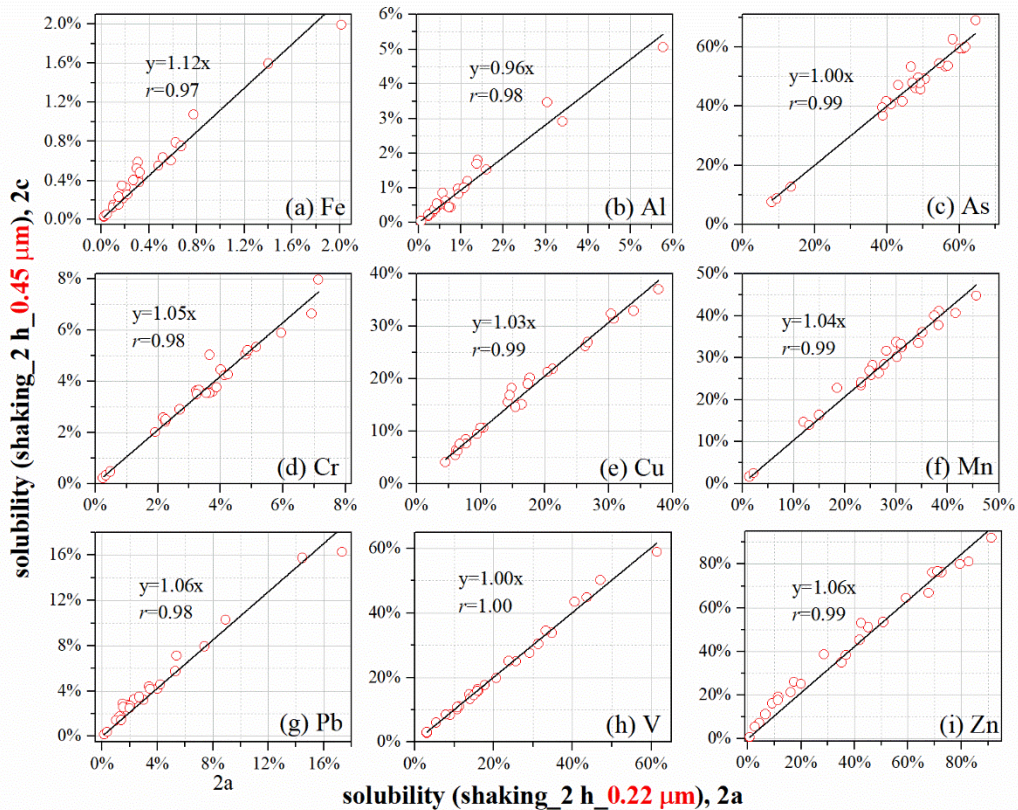 solubility (shaking_2 h_0.45 μm), 2c
2.0%
1.6%
1.2%
0.8%
0.4%
0.0%
y=1.12x
r=0.97
(a) Fe
0.0% 0.4% 0.8% 1.2% 1.6% 2.0%
6%
5%
4%
3%
2%
1%
0%
y=0.96x
r=0.98
(b) Al
0% 1% 2% 3% 4% 5% 6%
60%
40%
20%
0%
y=1.00x
r=0.99
(c) As
0% 20% 40% 60%
8%
6%
4%
2%
0%
y=1.05x
r=0.98
(d) Cr
0% 2% 4% 6% 8%
40%
30%
20%
10%
0%
y=1.03x
r=0.99
(e) Cu
0% 10% 20% 30% 40%
50%
40%
30%
20%
10%
0%
y=1.04x
r=0.99
(f) Mn
0% 10% 20% 30% 40% 50%
16%
12%
8%
4%
0%
y=1.06x
r=0.98
(g) Pb
0% 4% 8% 12% 16%
2a
60%
40%
20%
0%
y=1.00x
r=1.00
(h) V
0% 20% 40% 60%
80%
60%
40%
20%
0%
y=1.06x
r=0.99
(i) Zn
0% 20% 40% 60% 80%
solubility (shaking_2 h_0.22 μm), 2a